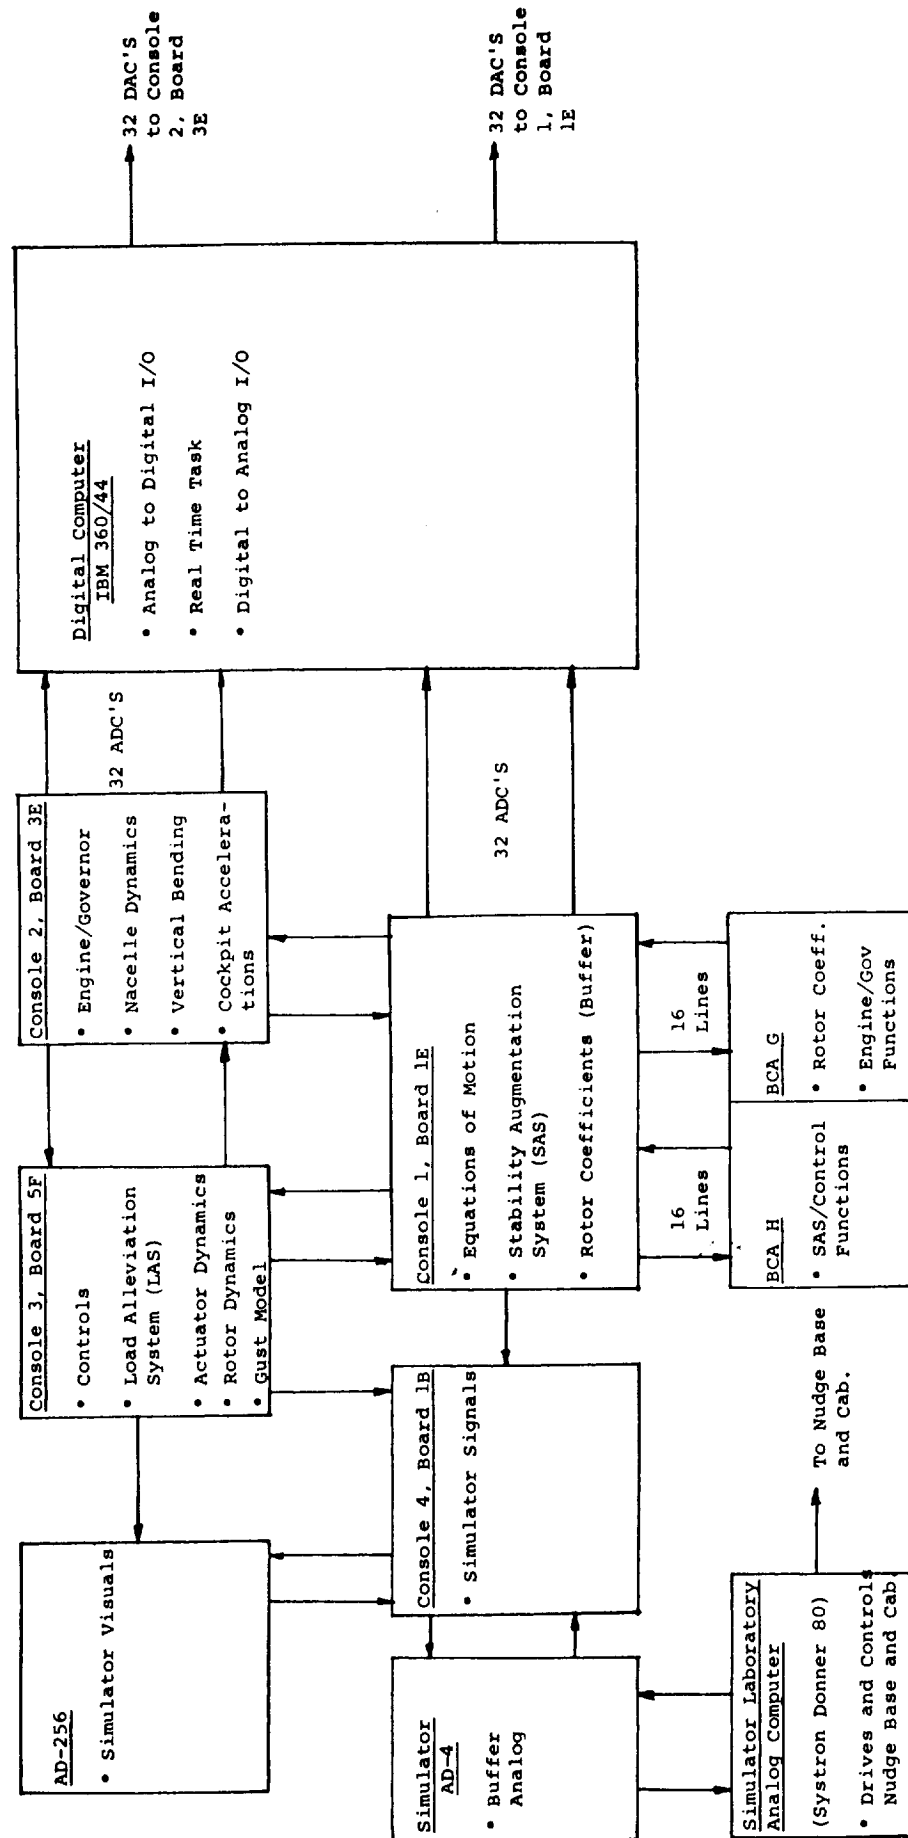 AD-256
• Simulator Visuals
Console 3, Board 5F
• Controls
• Load Alleviation
System (LAS)
• Actuator Dynamics
• Rotor Dynamics
• Gust Model
Console 2, Board 3E
• Engine/Governor
• Nacelle Dynamics
• Vertical Bending
• Cockpit Accelera-
tions
32 ADC'S
Digital Computer
IBM 360/44
• Analog to Digital I/O
• Real Time Task
• Digital to Analog I/O
32 DAC'S
to Console
2, Board
3E
Simulator
AD-4
• Buffer
Analog
Console 4, Board 1B
• Simulator Signals
Console 1, Board 1E
• Equations of Motion
• Stability Augmentation
System (SAS)
• Rotor Coefficients (Buffer)
32 ADC'S
32 DAC'S
to Console
1, Board
1E
Simulator Laboratory
Analog Computer
(Systron Donner 80)
• Drives and Controls
Nudge Base and Cab.
To Nudge Base
and Cab.
16
Lines
16
Lines
BCA H
• SAS/Control
Functions
BCA G
• Rotor Coeff.
• Engine/Gov
Functions